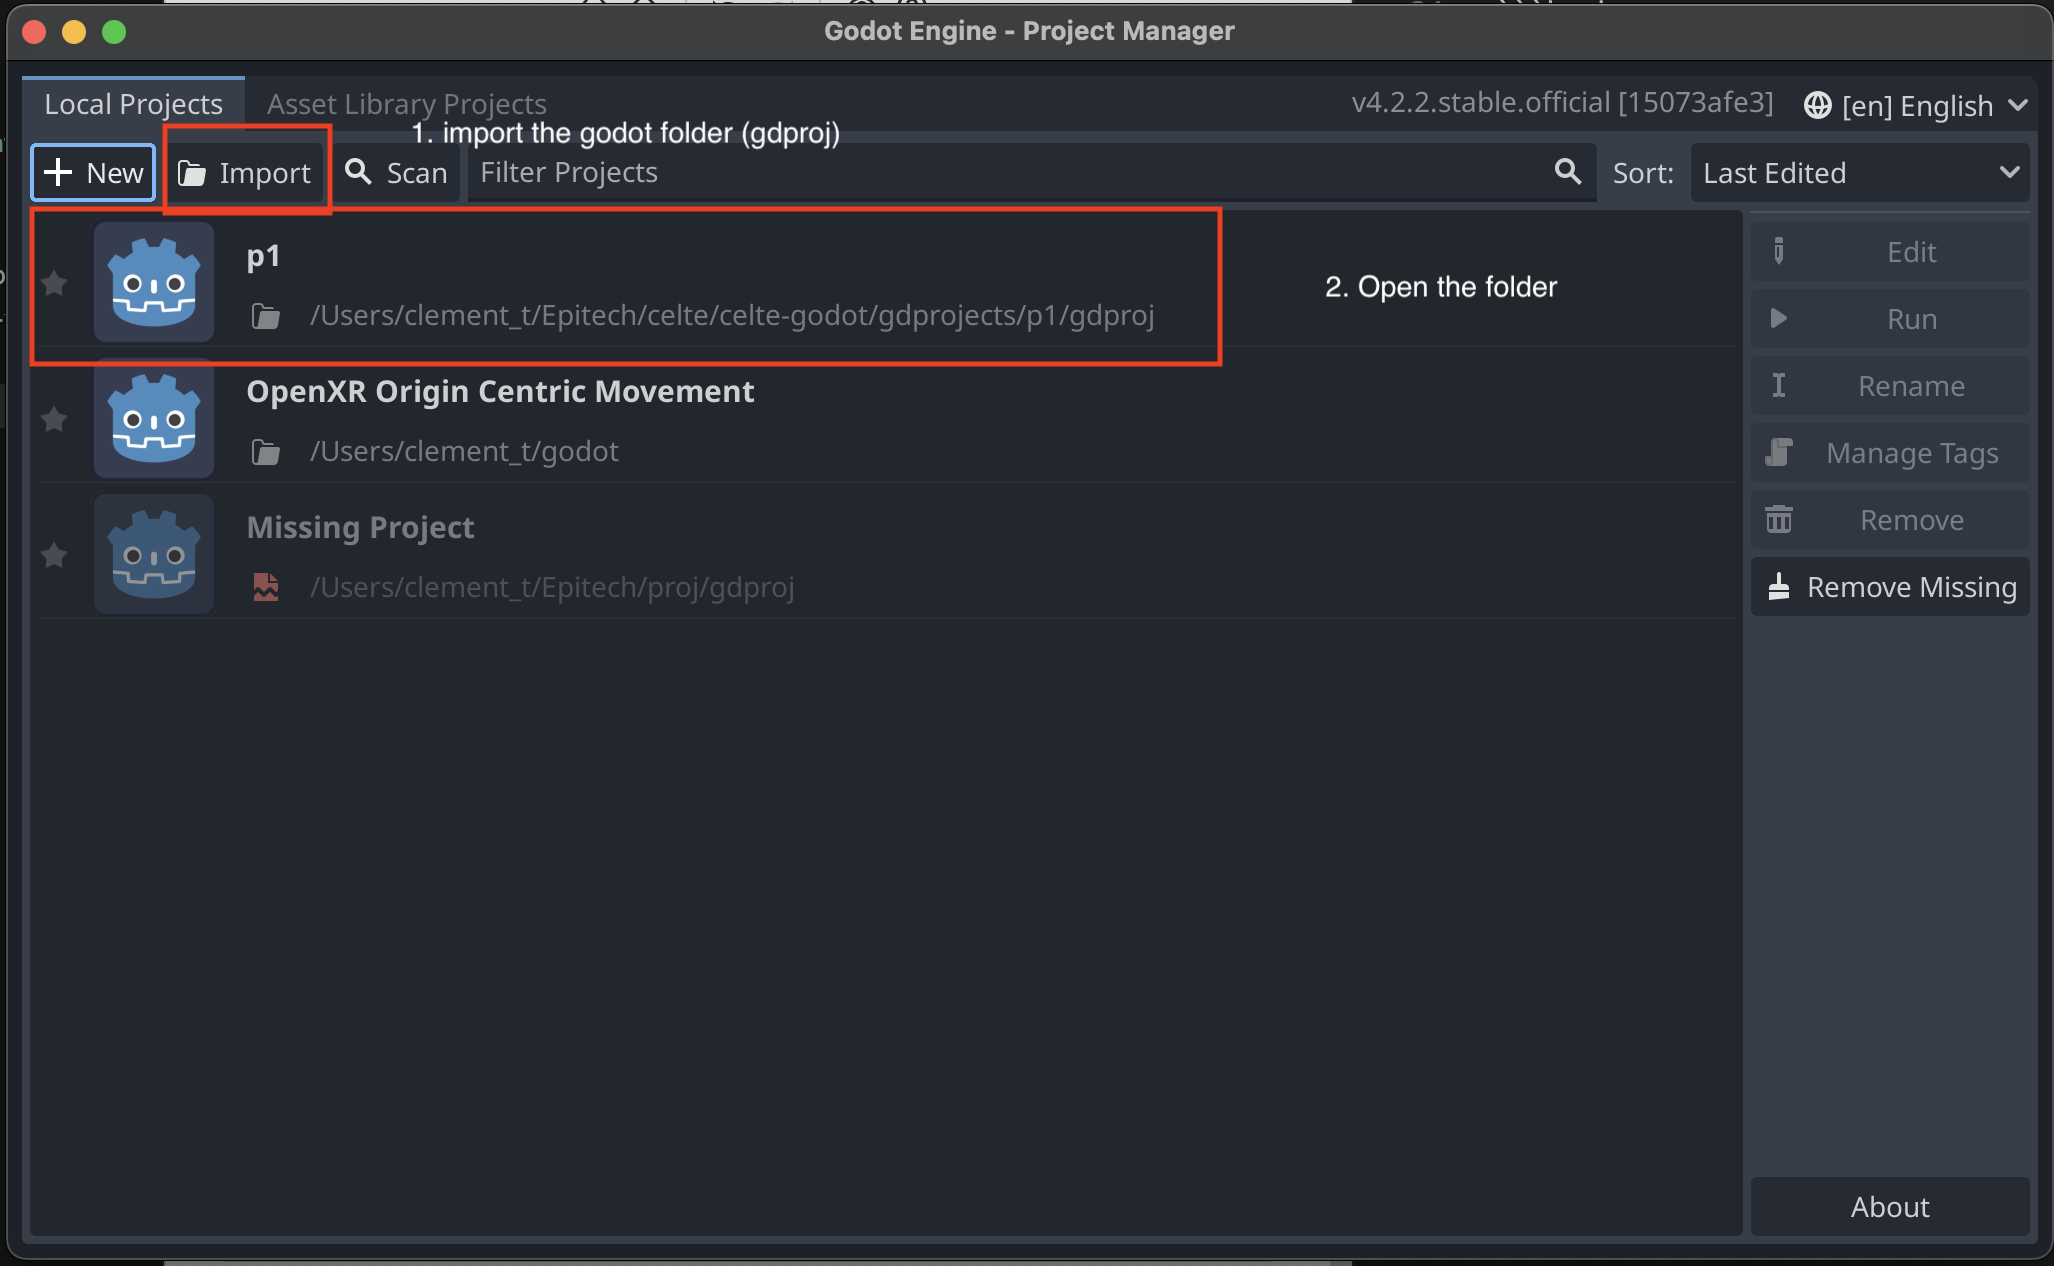 Godot Engine - Project Manager
Local Projects
Asset Library Projects
v4.2.2.stable.official [15073afe3]
[en] English
1. import the godot folder (gdproj)
New
Import
Scan
Filter Projects
Sort:
Last Edited
p1
/Users/clement_t/Epitech/celte/celte-godot/gdprojects/p1/gdproj
2. Open the folder
OpenXR Origin Centric Movement
/Users/clement_t/godot
Missing Project
/Users/clement_t/Epitech/proj/gdproj
Edit
Run
Rename
Manage Tags
Remove
Remove Missing
About